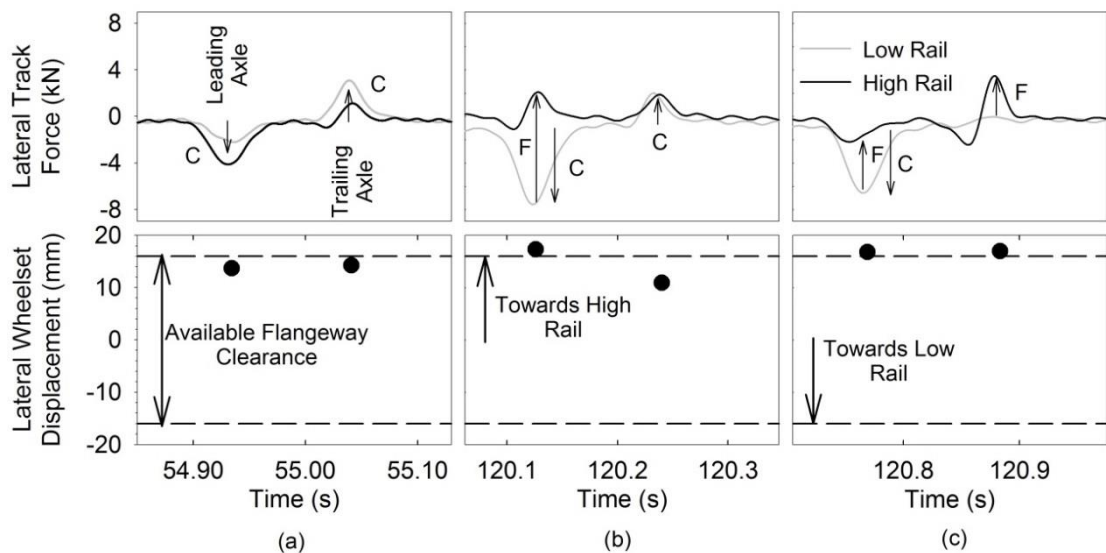 Lateral Track
Force (kN)
8
4
0
-4
-8
Leading
Axle
C
C
Trailing
Axle
F
C
C
Low Rail
High Rail
F
C
F
Lateral Wheelset
Displacement (mm)
20
10
0
-10
-20
Available Flangeway
Clearance
Towards High
Rail
Towards Low
Rail
54.90 55.00 55.10
120.1 120.2 120.3
120.8 120.9
Time (s) Time (s) Time (s)
(a) (b) (c)